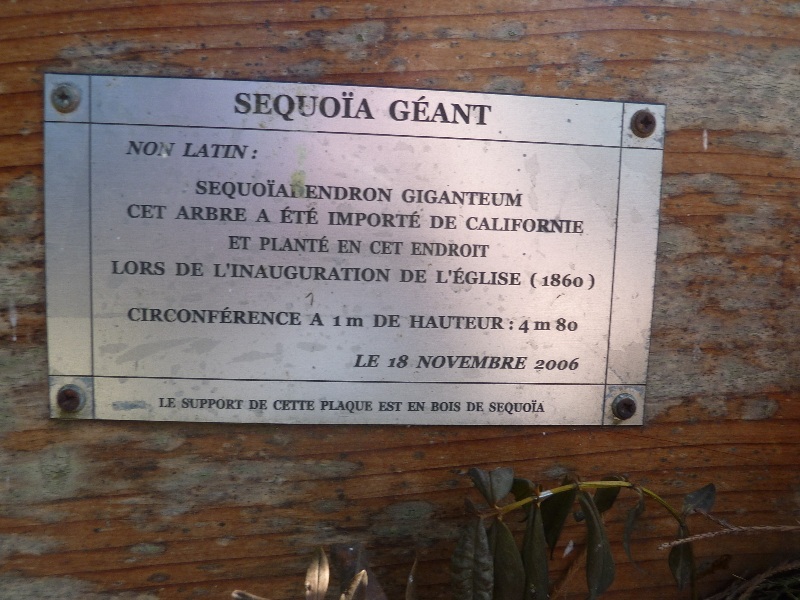 SEQUOÏA GÉANT
NON LATIN :
SEQUOÏADENDRON GIGANTEUM
CET ARBRE A ÉTÉ IMPORTÉ DE CALIFORNIE
ET PLANTÉ EN CET ENDROIT
LORS DE L'INAUGURATION DE L'ÉGLISE (1860)
CIRCONFÉRENCE A 1 m DE HAUTEUR : 4 m 80
LE 18 NOVEMBRE 2006
LE SUPPORT DE CETTE PLAQUE EST EN BOIS DE SEQUOÏA